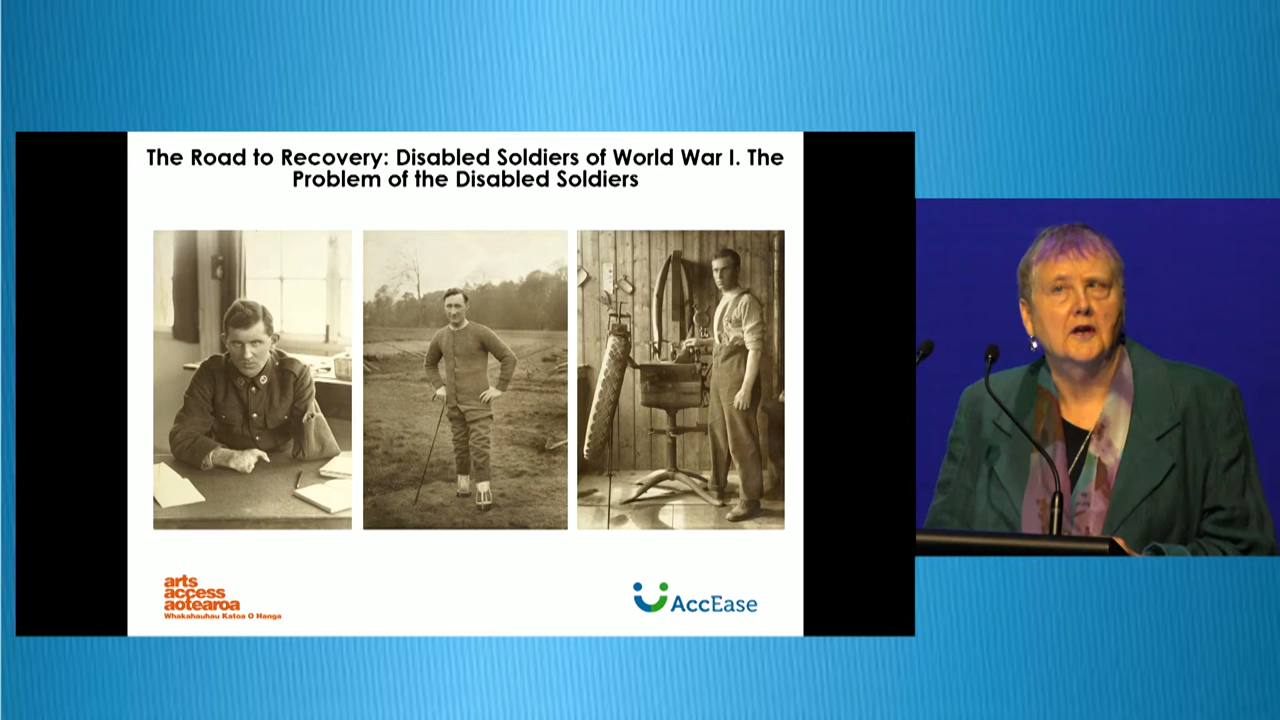 The Road to Recovery: Disabled Soldiers of World War I. The
Problem of the Disabled Soldiers
arts
access
aotearoa
Whakahauhau Katoa O Hanga
AccEase